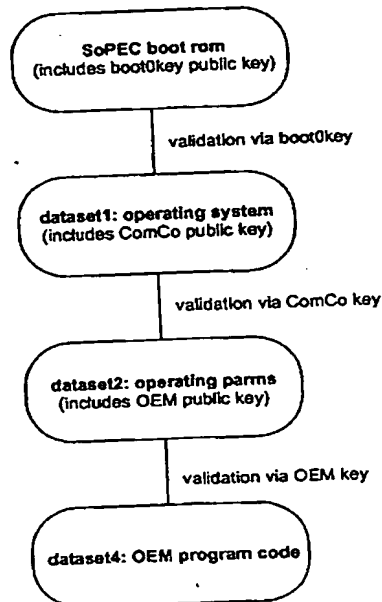 SoPEC boot rom
(includes boot0key public key)
validation via boot0key
dataset1: operating system
(includes ComCo public key)
validation via ComCo key
dataset2: operating parms
(includes OEM public key)
validation via OEM key
dataset4: OEM program code